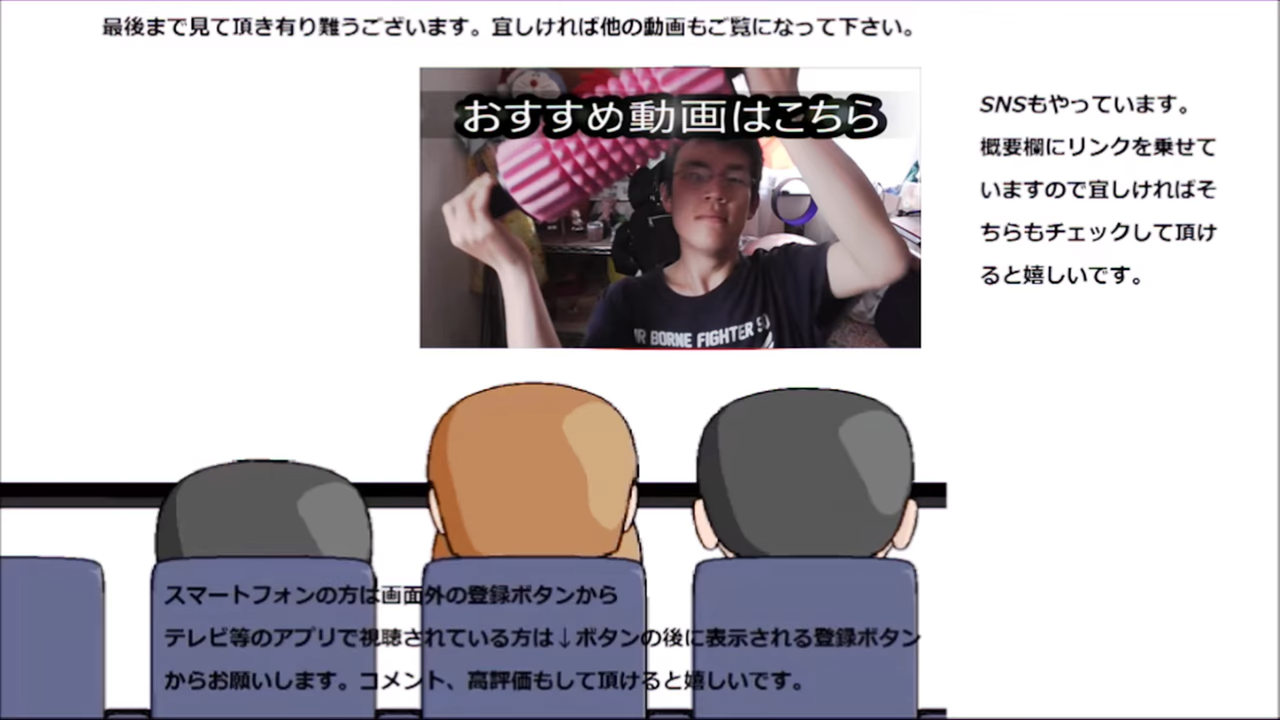 最後まで見て頂き有り難うございます。宜しければ他の動画もご覧になって下さい。
おすすめ動画はこちら
SNSもやっています。
概要欄にリンクを乗せて
いますので宜しければそ
ちらもチェックして頂け
ると嬉しいです。
BORNE FIGHTER
スマートフォンの方は画面外の登録ボタンから
テレビ等のアプリで視聴されている方は↓ボタンの後に表示される登録ボタン
からお願いします。コメント、高評価もして頂けると嬉しいです。